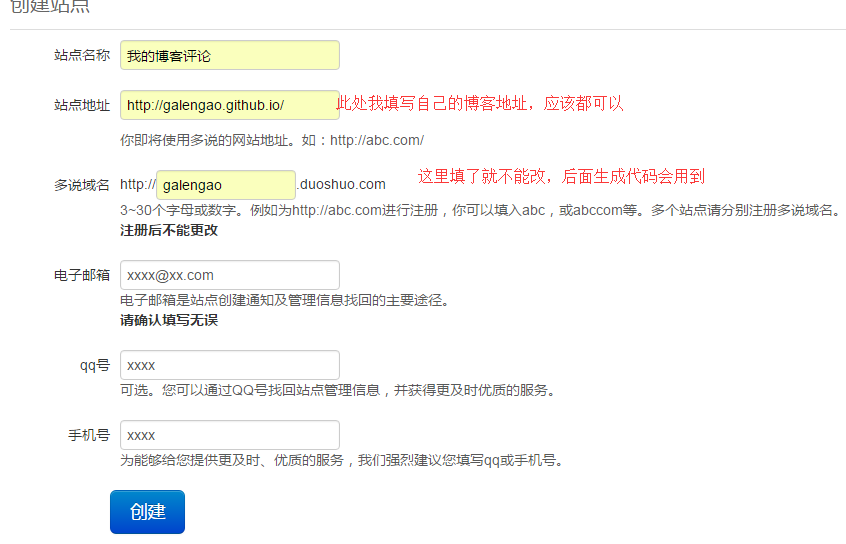 创建站点
站点名称 我的博客评论
站点地址 http://galengao.github.io/ 此处我填写自己的博客地址，应该都可以
你即将使用多说的网站地址。如：http://abc.com/
多说域名 http:// galengao .duoshuo.com 这里填了就不能改，后面生成代码会用到
3~30个字母或数字。例如为http://abc.com进行注册，你可以填入abc，或abccom等。多个站点请分别注册多说域名。
注册后不能更改
电子邮箱 xxxx@xx.com
电子邮箱是站点创建通知及管理信息找回的主要途径。
请确认填写无误
qq号 xxxx
可选。您可以通过QQ号找回站点管理信息，并获得更及时优质的服务。
手机号 xxxx
为能够给您提供更及时、优质的服务，我们强烈建议您填写qq或手机号。
创建